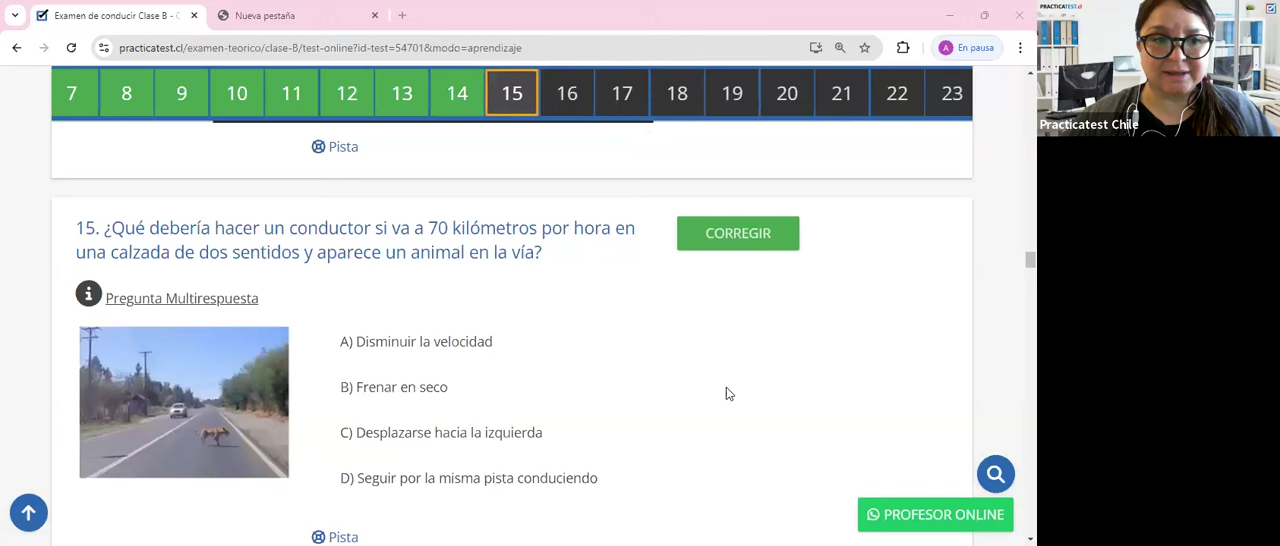 Examen de conducir Clase B - C
Nueva pestaña
practicatest.cl/examen-teorico/clase-B/test-online?id-test=54701&modo=aprendizaje
A En pausa
7 8 9 10 11 12 13 14 15 16 17 18 19 20 21 22 23
Pista
15. ¿Qué debería hacer un conductor si va a 70 kilómetros por hora en
una calzada de dos sentidos y aparece un animal en la vía?
CORREGIR
Pregunta Multirespuesta
A) Disminuir la velocidad
B) Frenar en seco
C) Desplazarse hacia la izquierda
D) Seguir por la misma pista conduciendo
Pista
PROFESOR ONLINE
PRACTICATEST.cl
Practicatest Chile